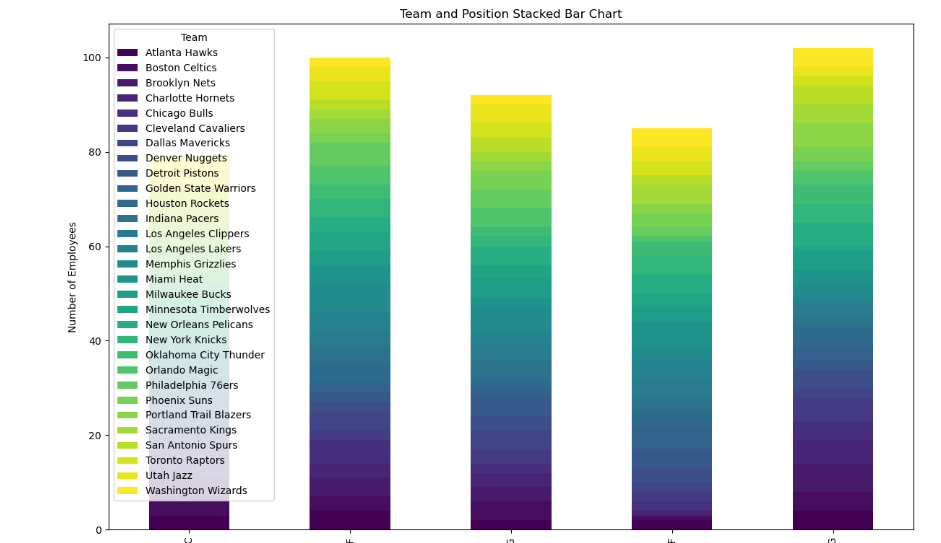 Team and Position Stacked Bar Chart
Number of Employees
100
80
60
40
20
0
Team
Atlanta Hawks
Boston Celtics
Brooklyn Nets
Charlotte Hornets
Chicago Bulls
Cleveland Cavaliers
Dallas Mavericks
Denver Nuggets
Detroit Pistons
Golden State Warriors
Houston Rockets
Indiana Pacers
Los Angeles Clippers
Los Angeles Lakers
Memphis Grizzlies
Miami Heat
Milwaukee Bucks
Minnesota Timberwolves
New Orleans Pelicans
New York Knicks
Oklahoma City Thunder
Orlando Magic
Philadelphia 76ers
Phoenix Suns
Portland Trail Blazers
Sacramento Kings
San Antonio Spurs
Toronto Raptors
Utah Jazz
Washington Wizards
C
F
G
F
G